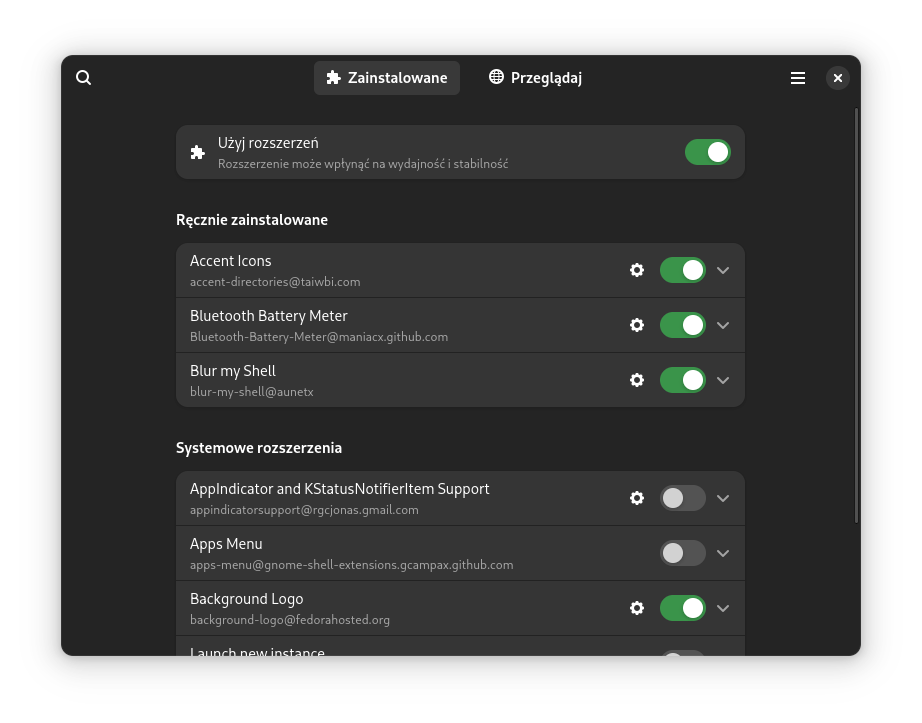 Zainstalowane
Przeglądaj
Użyj rozszerzeń
Rozszerzenie może wpłynąć na wydajność i stabilność
Ręcznie zainstalowane
Accent Icons
accent-directories@taiwbi.com
Bluetooth Battery Meter
Bluetooth-Battery-Meter@maniacx.github.com
Blur my Shell
blur-my-shell@aunetx
Systemowe rozszerzenia
AppIndicator and KStatusNotifierItem Support
appindicatorsupport@rgcjonas.gmail.com
Apps Menu
apps-menu@gnome-shell-extensions.gcampax.github.com
Background Logo
background-logo@fedorahosted.org
Launch new instance